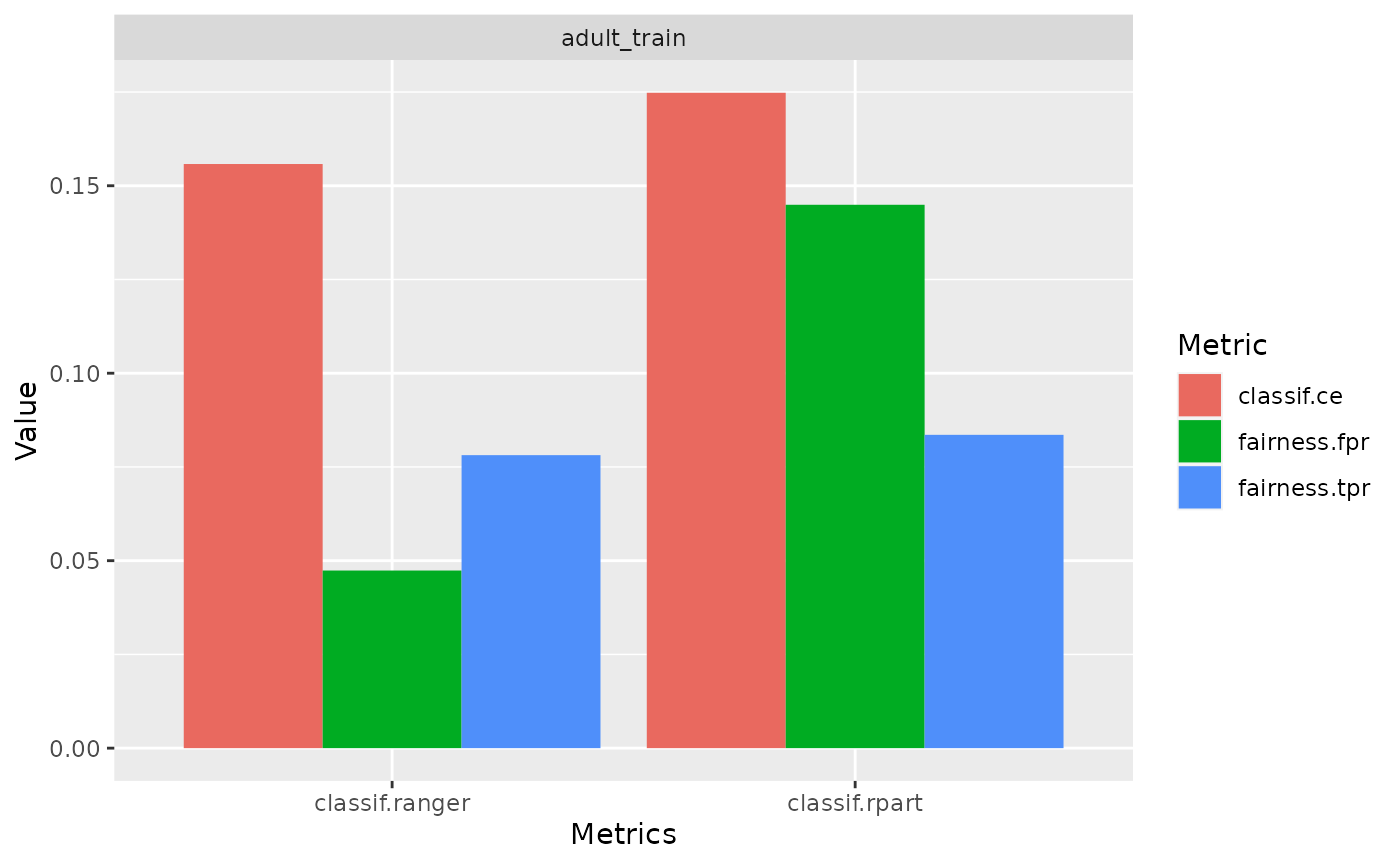 adult_train
Value
0.15
0.10
0.05
0.00
classif.ranger
classif.rpart
Metrics
Metric
classif.ce
fairness.fpr
fairness.tpr